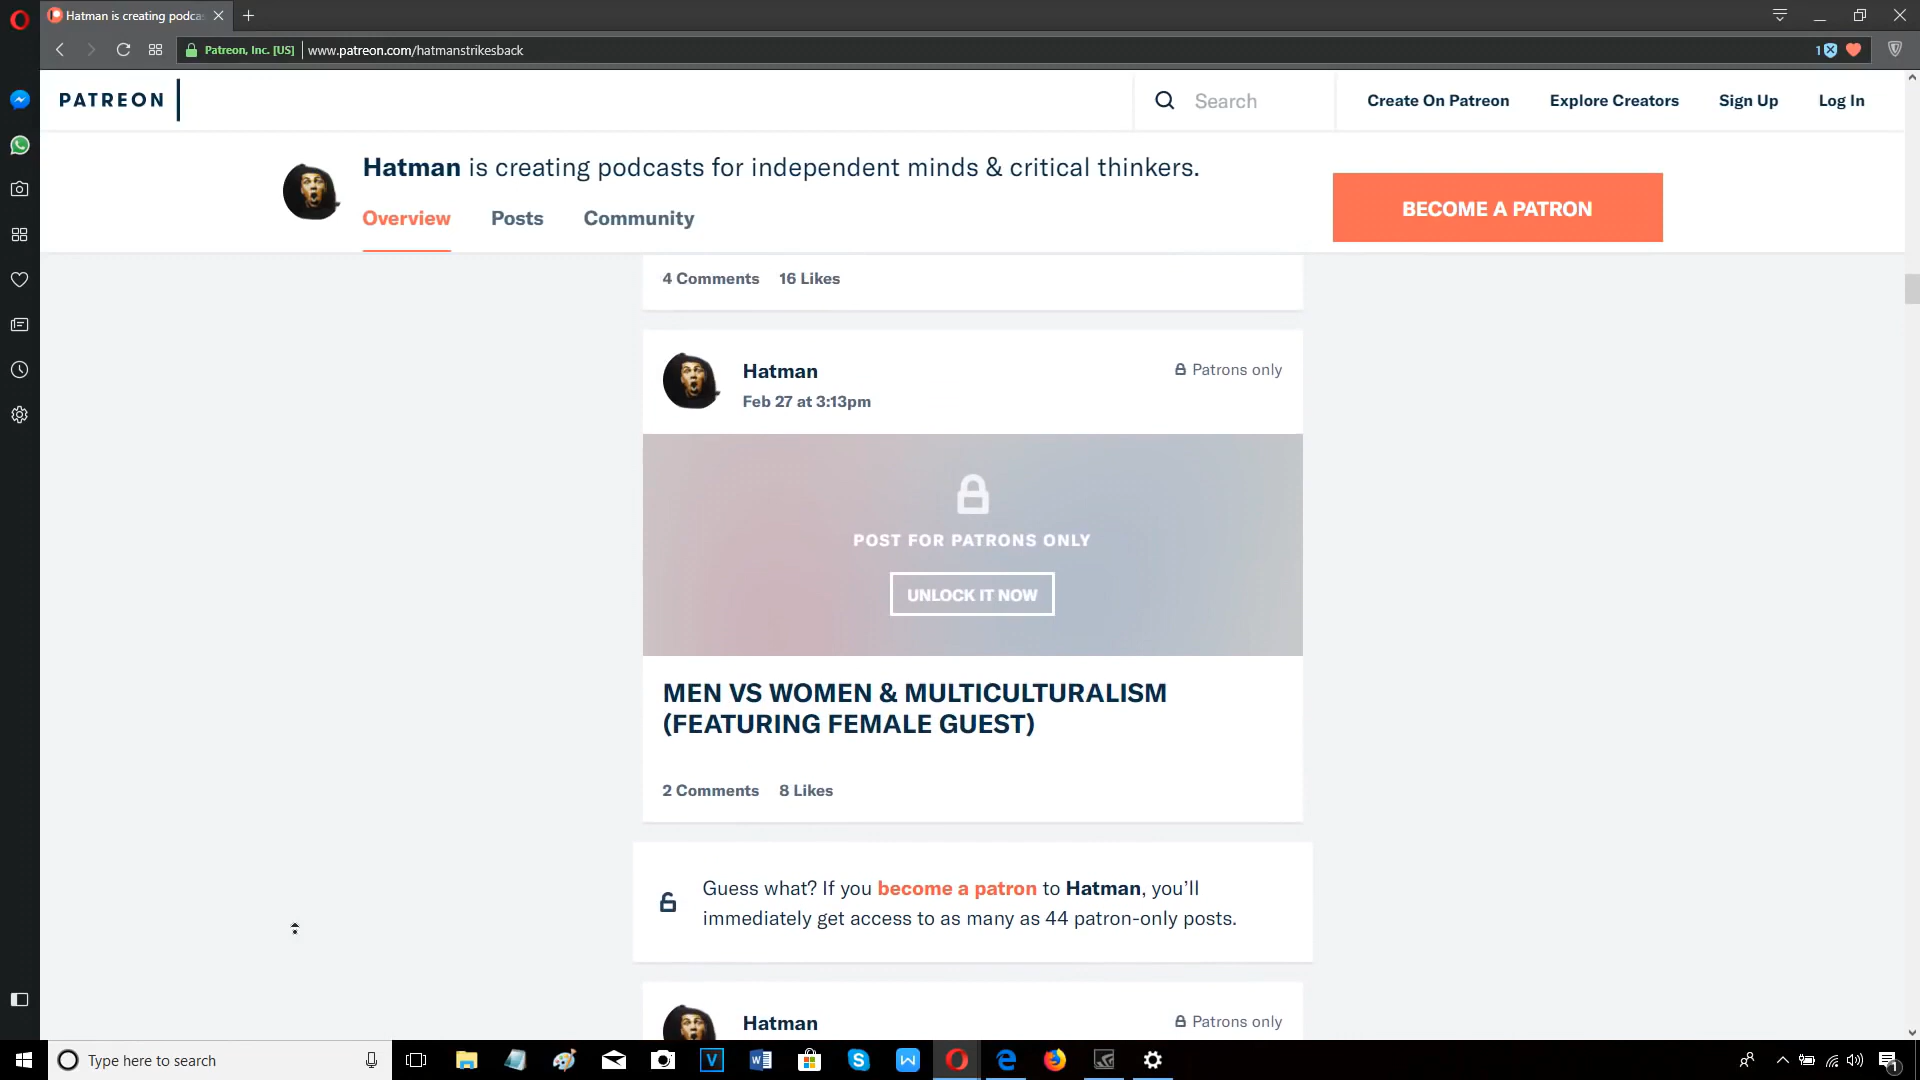 Hatman is creating podca
Patreon, Inc. [US]
www.patreon.com/hatmanstrikesback
1
PATREON
Search
Create On Patreon
Explore Creators
Sign Up
Log In
Hatman is creating podcasts for independent minds & critical thinkers.
Overview
Posts
Community
BECOME A PATRON
4 Comments
16 Likes
Hatman
Patrons only
Feb 27 at 3:13pm
POST FOR PATRONS ONLY
UNLOCK IT NOW
MEN VS WOMEN & MULTICULTURALISM
(FEATURING FEMALE GUEST)
2 Comments
8 Likes
Guess what? If you become a patron to Hatman, you’ll
immediately get access to as many as 44 patron-only posts.
Hatman
Patrons only
Type here to search
1